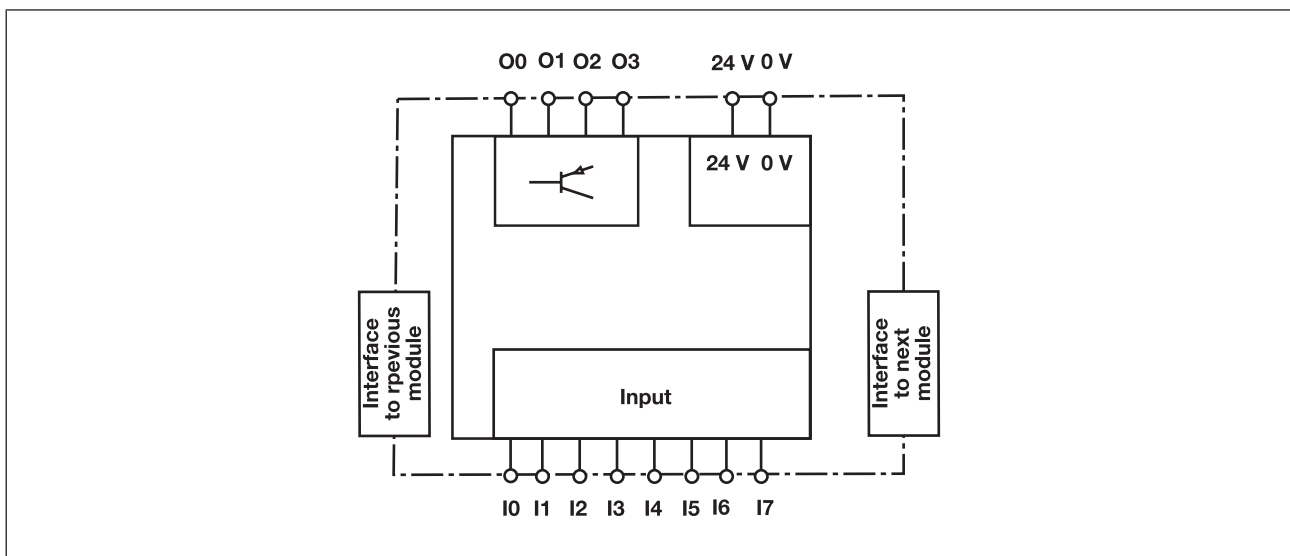 O0 O1 O2 O3 24 V 0 V
24 V 0 V
Interface
to rpevious
module
Interface
to next
module
Input
I0 I1 I2 I3 I4 I5 I6 I7